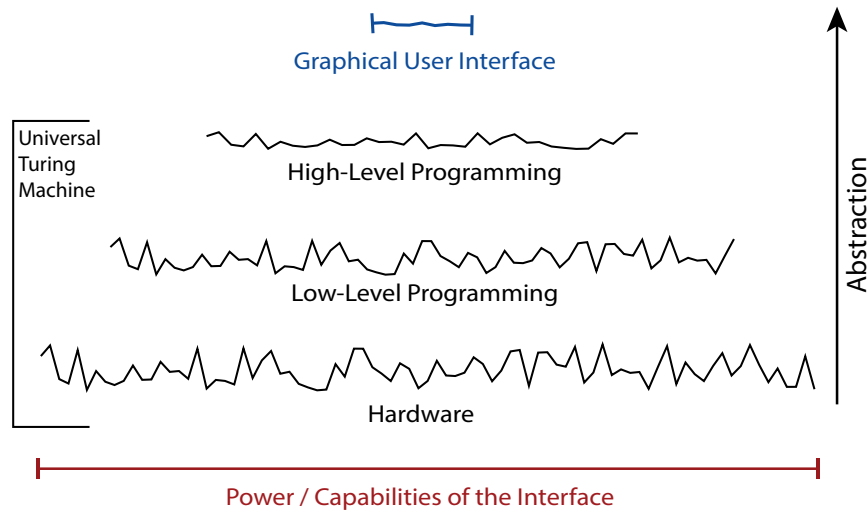 Graphical User Interface
Universal
Turing
Machine
High-Level Programming
Abstraction
Low-Level Programming
Hardware
Power / Capabilities of the Interface